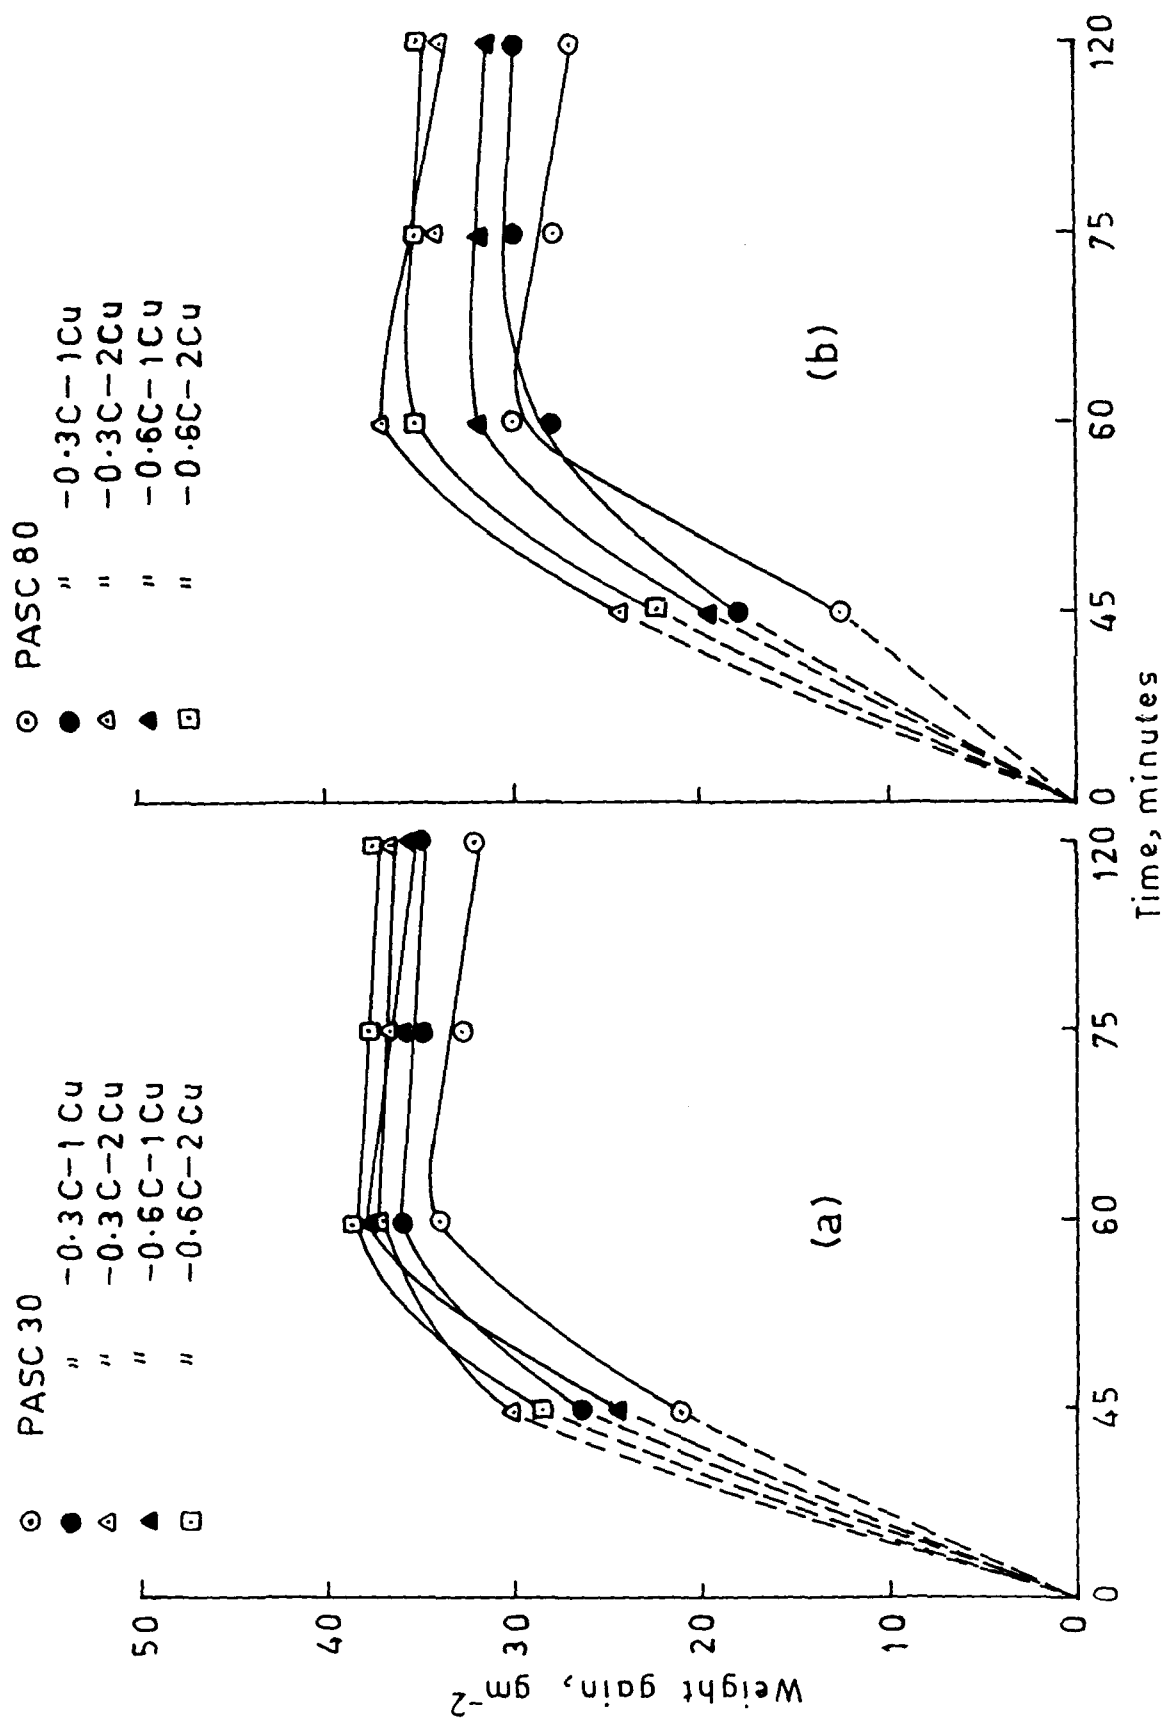 PASC 30
" -0.3C-1Cu
" -0.3C-2Cu
" -0.6C-1Cu
" -0.6C-2Cu
PASC 80
" -0.3C-1Cu
" -0.3C-2Cu
" -0.6C-1Cu
" -0.6C-2Cu
Weight gain, gm⁻²
50
40
30
20
10
0
(a)
(b)
0 45 60 75 120
0 45 60 75 120
Time, minutes